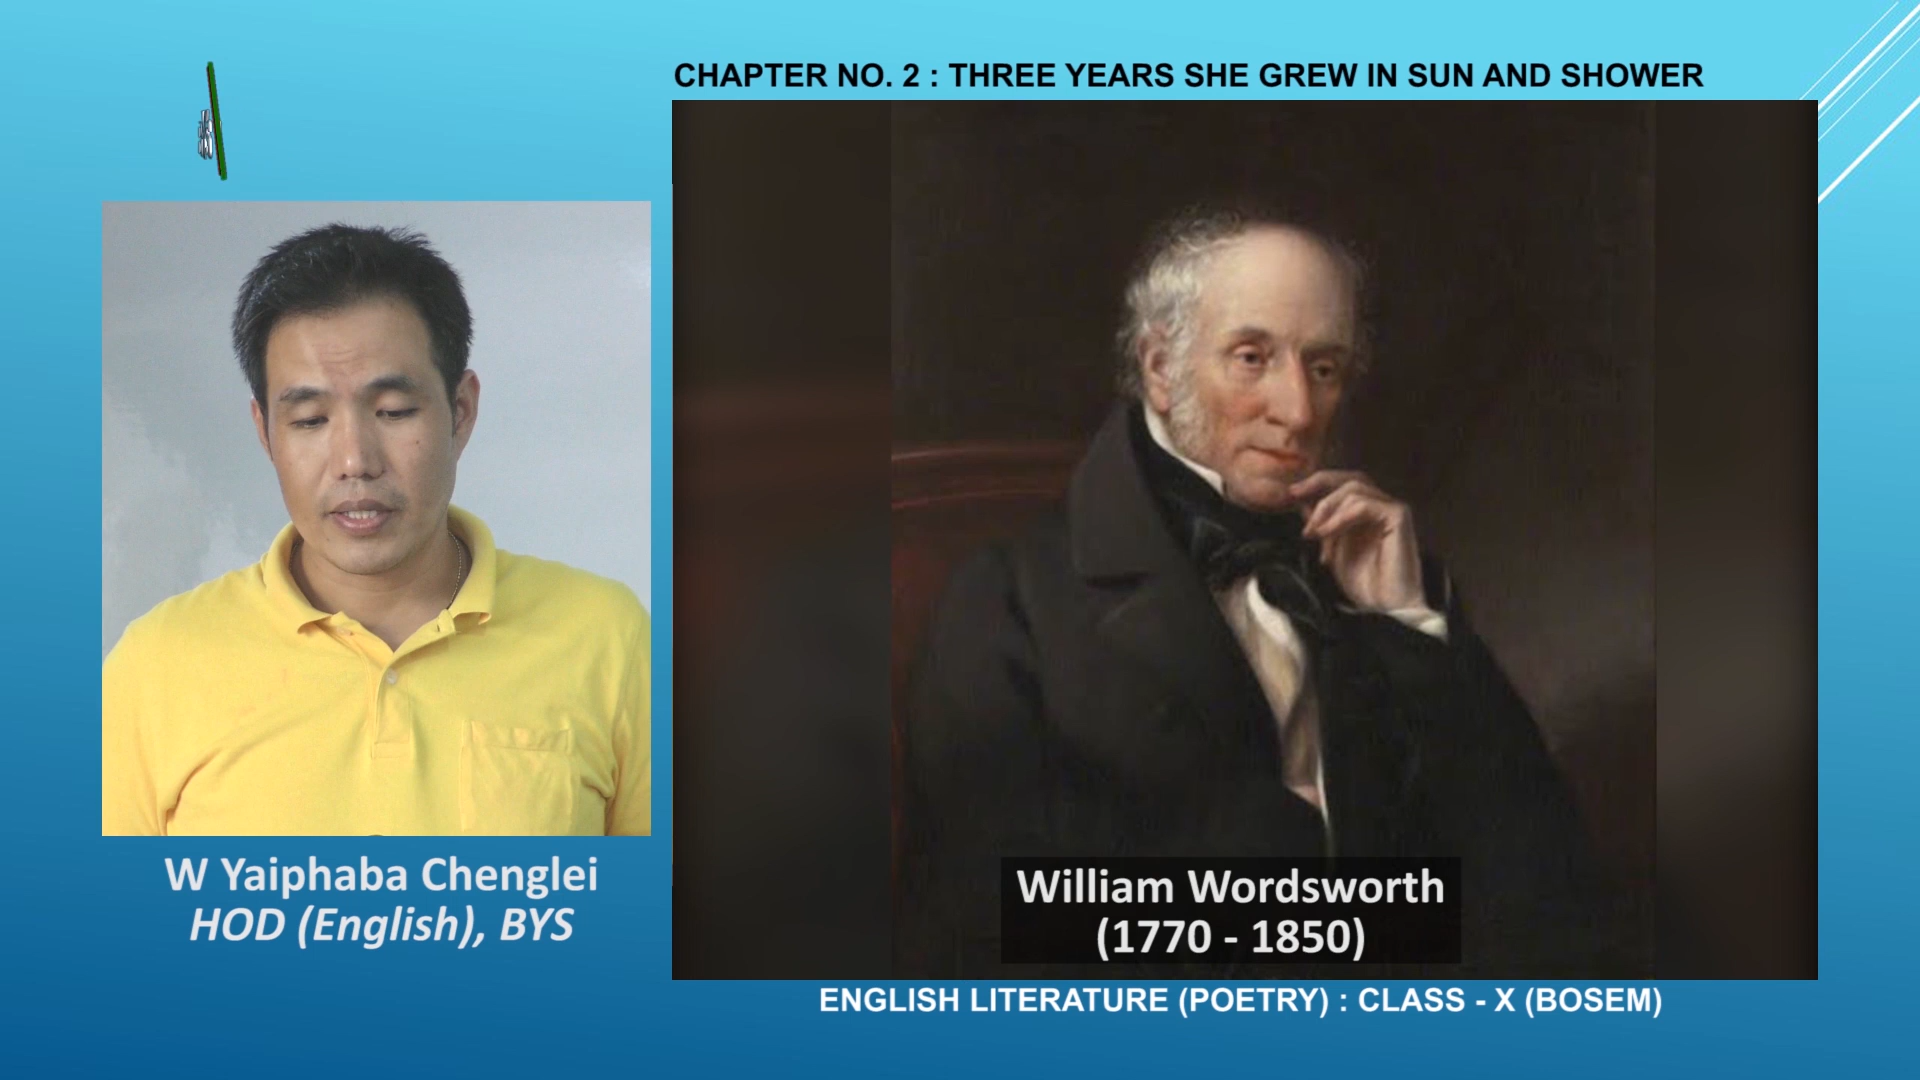 CHAPTER NO. 2 : THREE YEARS SHE GREW IN SUN AND SHOWER
W Yaiphaba Chenglei
HOD (English), BYS
William Wordsworth
(1770 - 1850)
ENGLISH LITERATURE (POETRY) : CLASS - X (BOSEM)